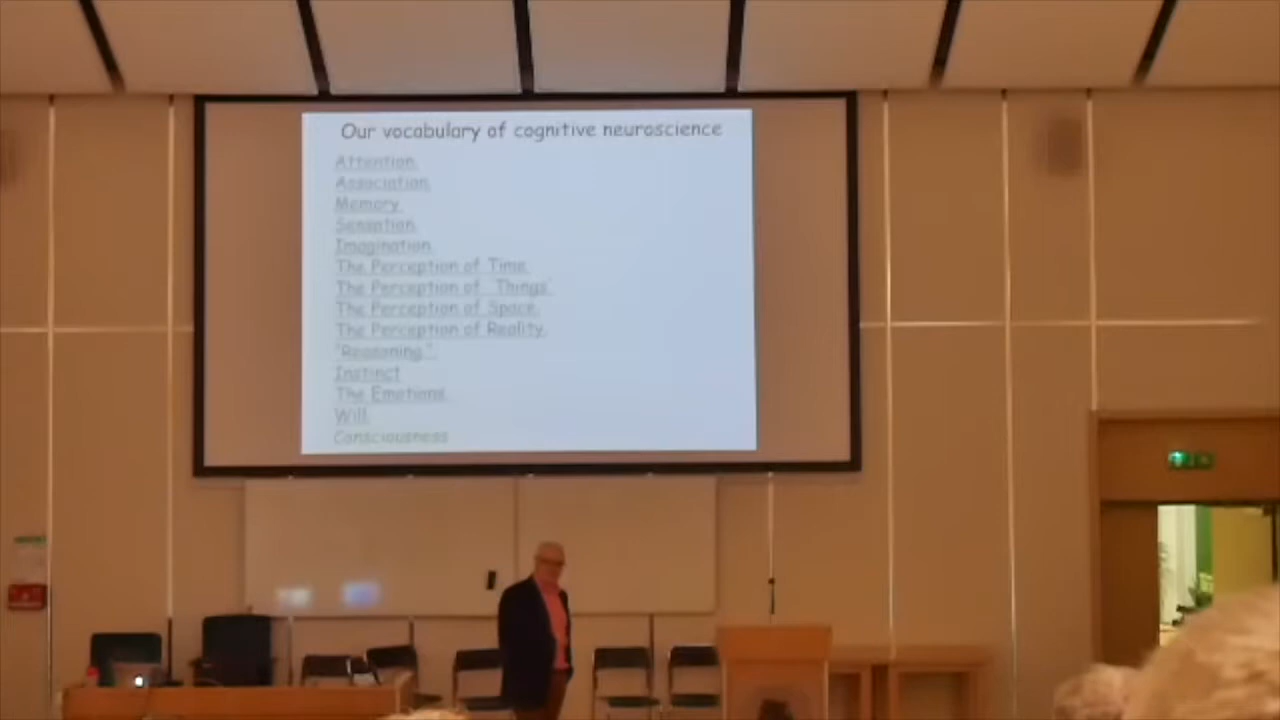 Our vocabulary of cognitive neuroscience
Attention.
Association.
Memory.
Sensation.
Imagination.
The Perception of Time.
The Perception of "Things."
The Perception of Space.
The Perception of Reality.
"Reasoning."
Instinct
The Emotions.
Will.
Consciousness